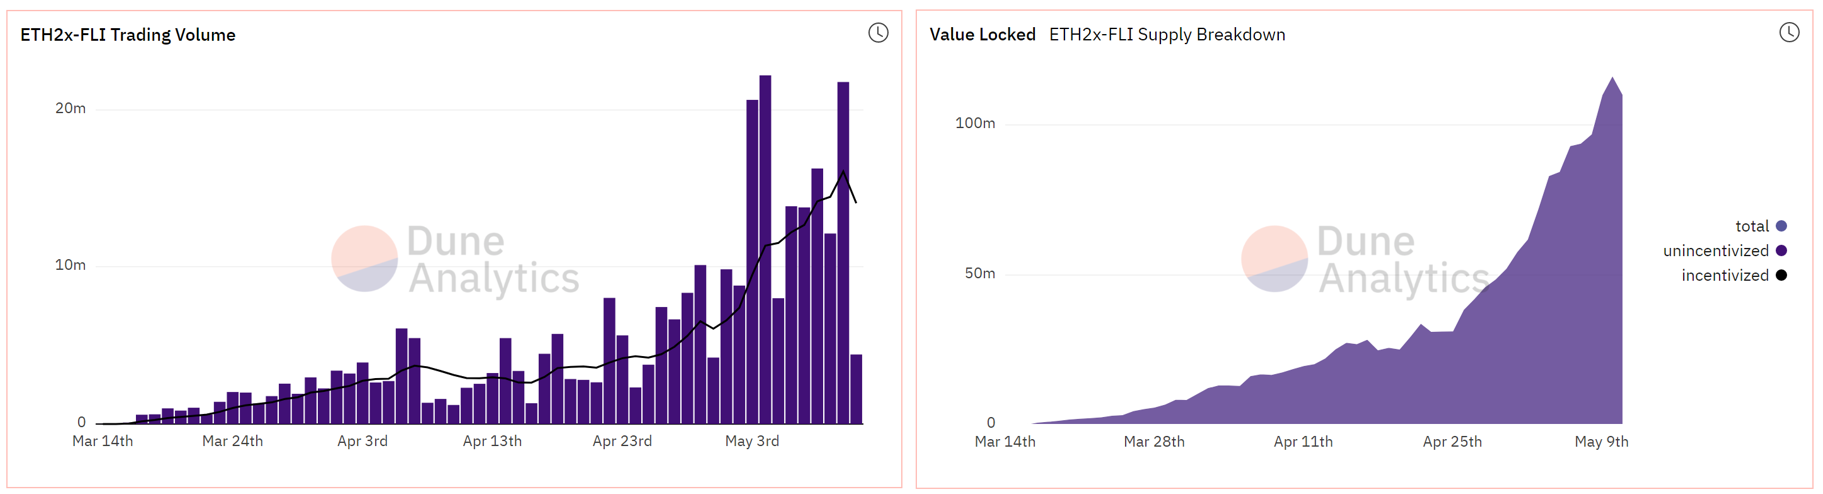 ETH2x-FLI Trading Volume
20m
10m
0
Mar 14th Mar 24th Apr 3rd Apr 13th Apr 23rd May 3rd
Dune
Analytics
Value Locked ETH2x-FLI Supply Breakdown
100m
50m
0
Mar 14th Mar 28th Apr 11th Apr 25th May 9th
Dune
Analytics
total
unincentivized
incentivized